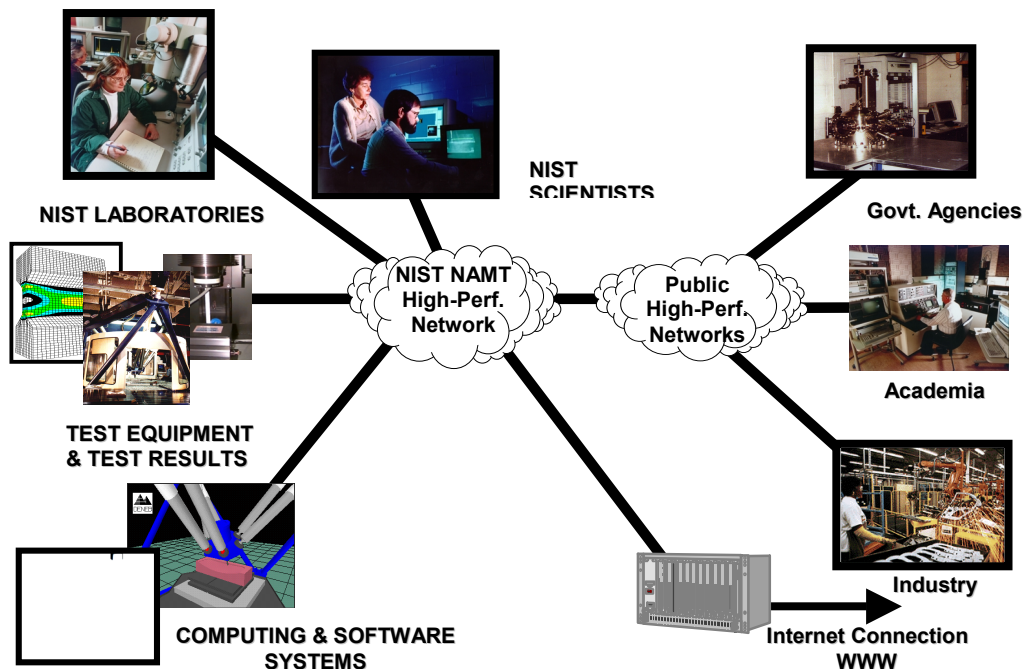 NIST
SCIENTISTS
NIST LABORATORIES
Govt. Agencies
NIST NAMT
High-Perf.
Network
Public
High-Perf.
Networks
Academia
TEST EQUIPMENT
& TEST RESULTS
DENEB
Industry
COMPUTING & SOFTWARE
SYSTEMS
Internet Connection
WWW